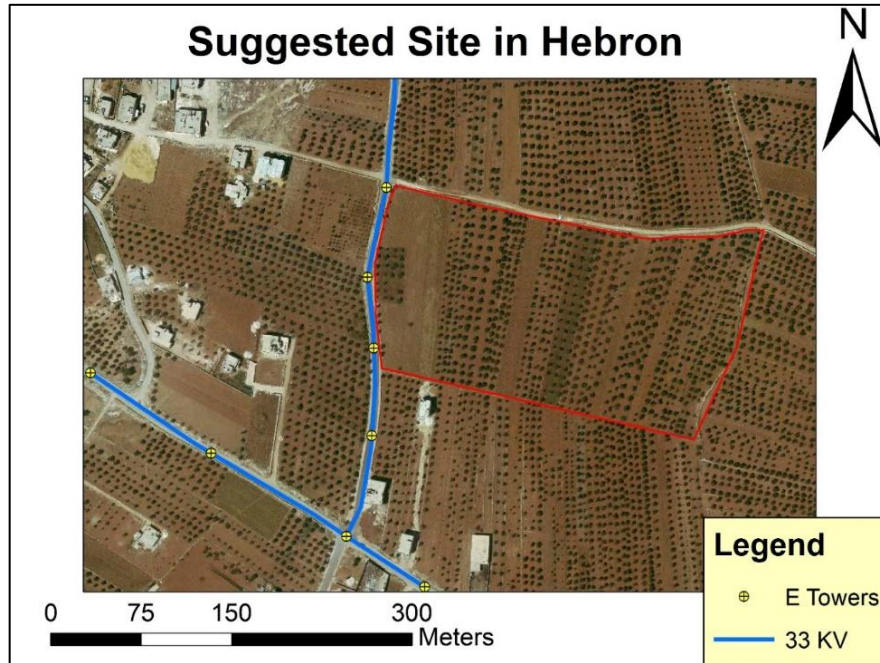 Suggested Site in Hebron
N
Legend
E Towers
33 KV
0 75 150 300
Meters